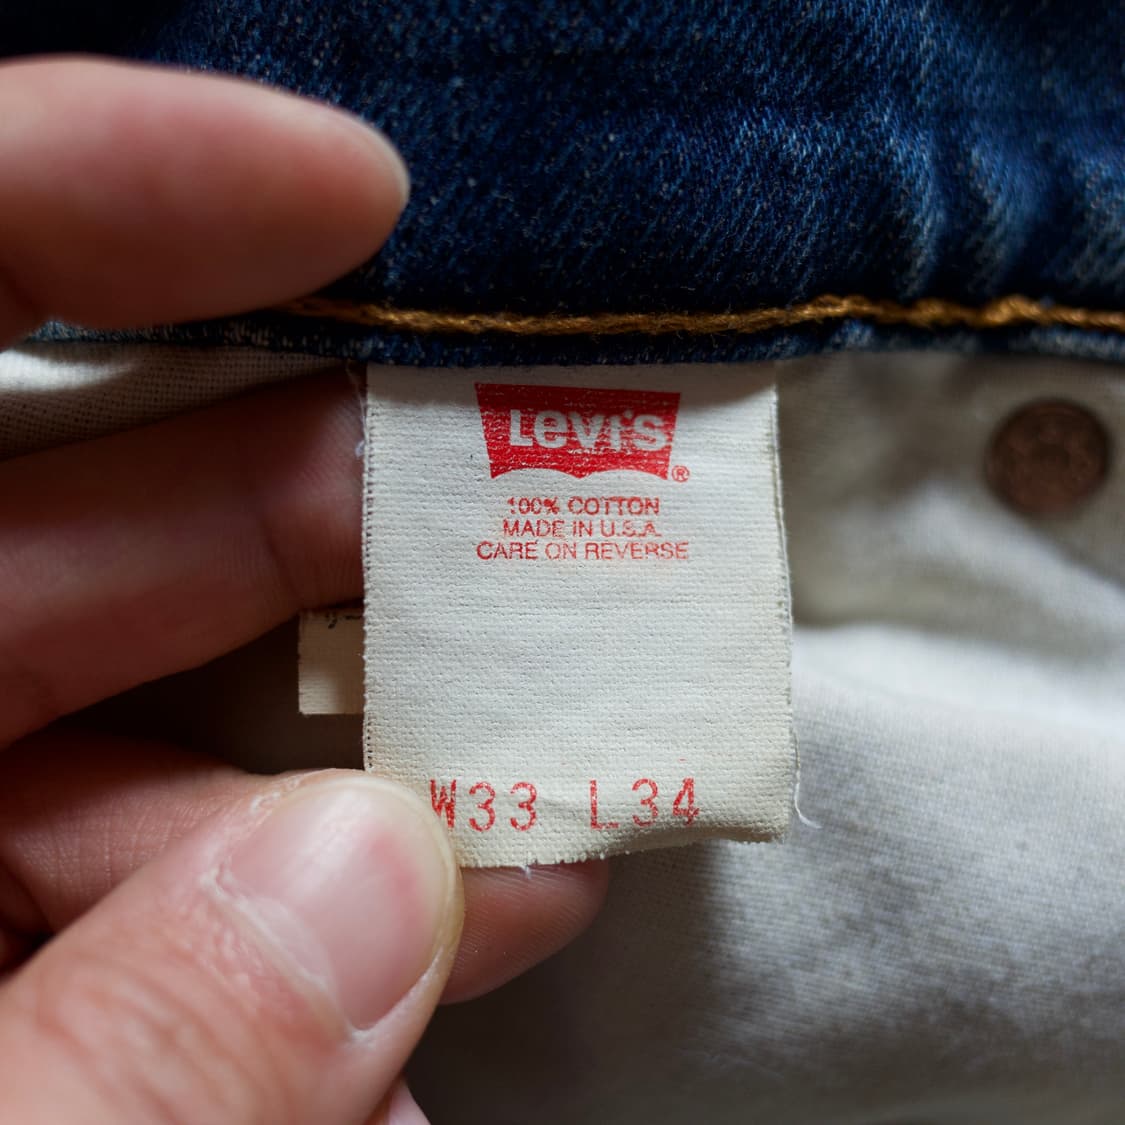 Levi's ®
100% COTTON
MADE IN U.S.A.
CARE ON REVERSE
W33 L34